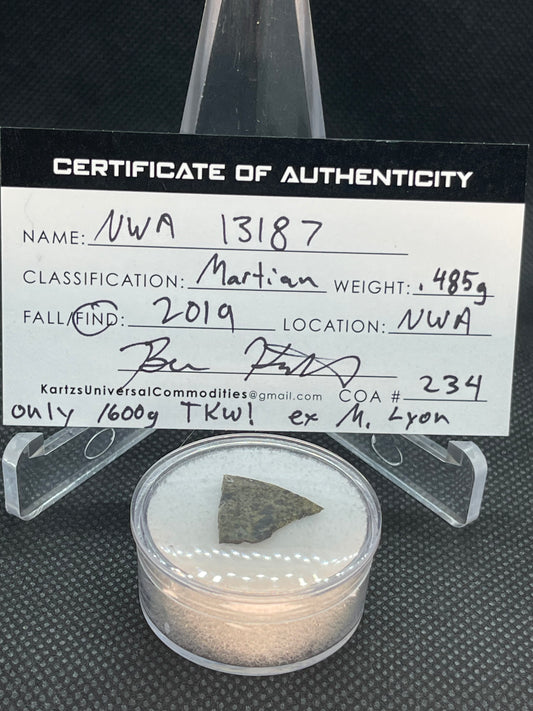 CERTIFICATE OF AUTHENTICITY
NAME: NWA 13187
CLASSIFICATION: Martian WEIGHT: .485g
FALL/FIND: 2019 LOCATION: NWA
KartzsUniversalCommodities@gmail.com COA # 234
only 1600g TKW! ex M. Lyon